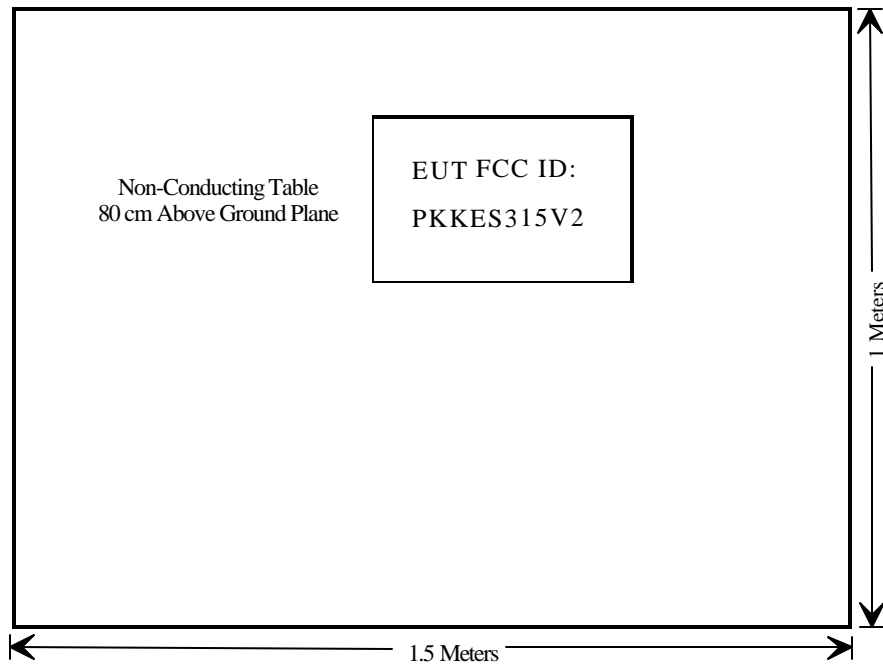 Non-Conducting Table
80 cm Above Ground Plane
EUT FCC ID:
PKKES315V2
1 Meters
1.5 Meters